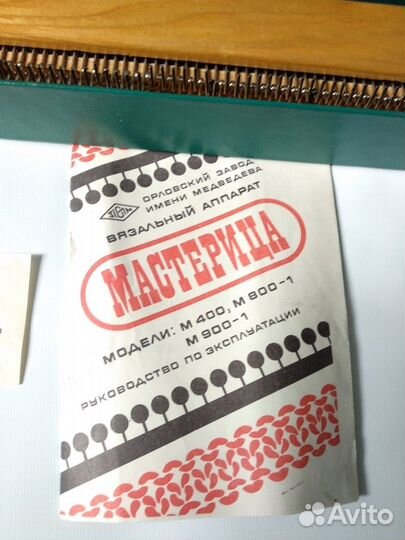 ОРЛОВСКИЙ ЗАВОД
ИМЕНИ МЕДВЕДЕВА
ВЯЗАЛЬНЫЙ АППАРАТ
МАСТЕРИЦА
МОДЕЛИ: М 400, М 800-1
М 900-1
РУКОВОДСТВО ПО ЭКСПЛУАТАЦИИ
Avito